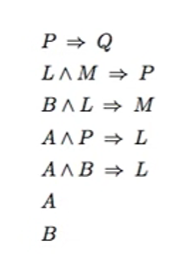 P ⇒ Q
L ∧ M ⇒ P
B ∧ L ⇒ M
A ∧ P ⇒ L
A ∧ B ⇒ L
A
B